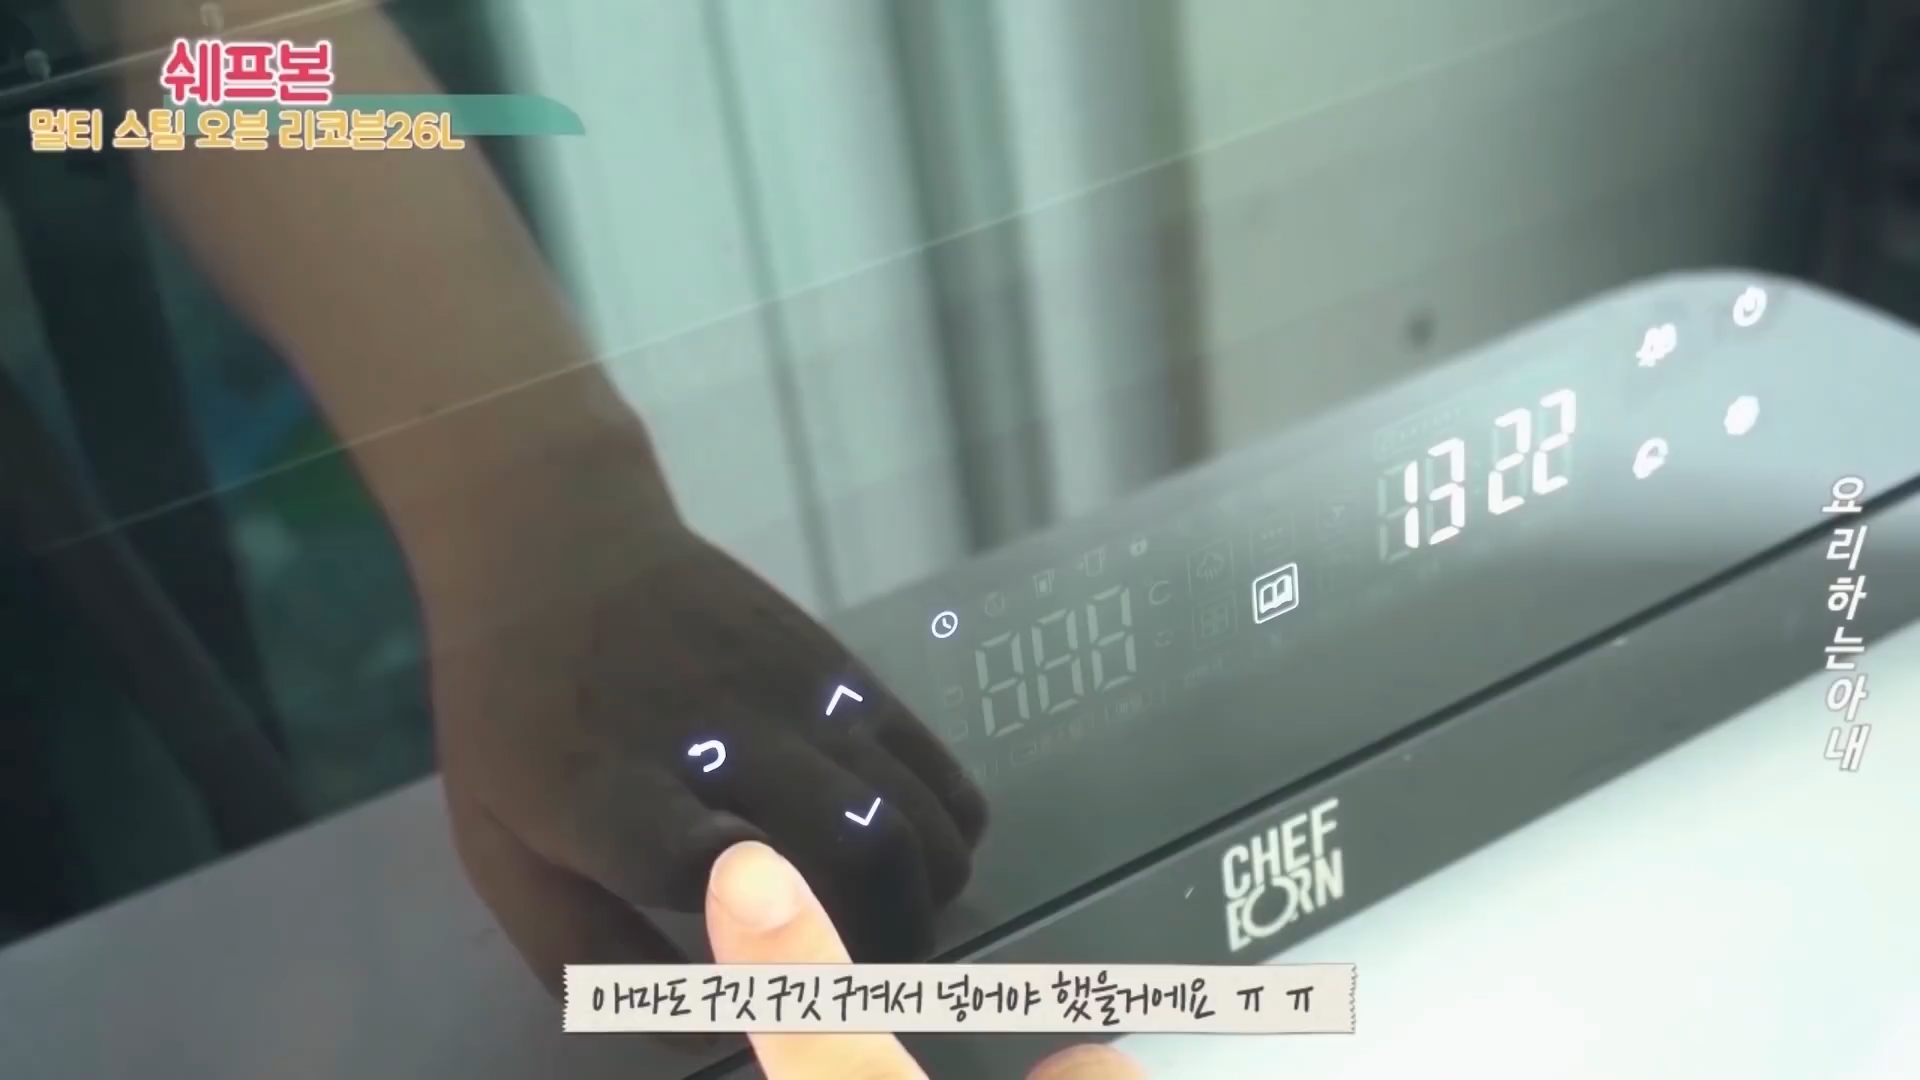 쉐프본
멀티 스팀 오븐 리코븐26L
13 22
요리하는아내
CHEF
BORN
아마도 구깃 구깃 구겨서 넣어야 했을거에요 ㅠ ㅠ